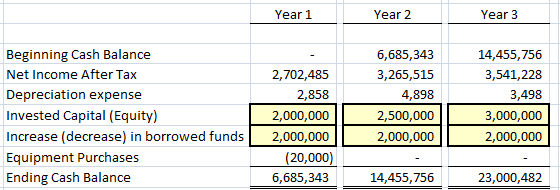 Year 1 Year 2 Year 3
Beginning Cash Balance - 6,685,343 14,455,756
Net Income After Tax 2,702,485 3,265,515 3,541,228
Depreciation expense 2,858 4,898 3,498
Invested Capital (Equity) 2,000,000 2,500,000 3,000,000
Increase (decrease) in borrowed funds 2,000,000 2,000,000 2,000,000
Equipment Purchases (20,000) - -
Ending Cash Balance 6,685,343 14,455,756 23,000,482